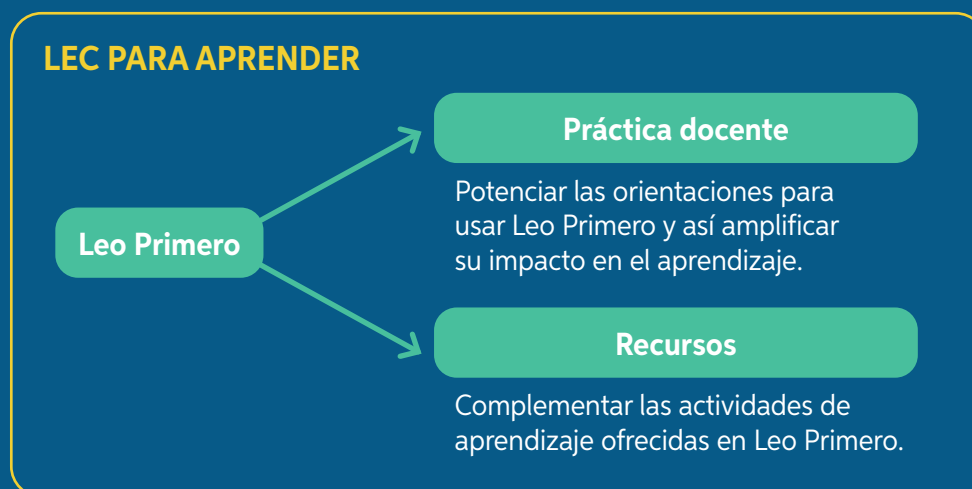 LEC PARA APRENDER
Práctica docente
Potenciar las orientaciones para
usar Leo Primero y así amplificar
su impacto en el aprendizaje.
Leo Primero
Recursos
Complementar las actividades de
aprendizaje ofrecidas en Leo Primero.